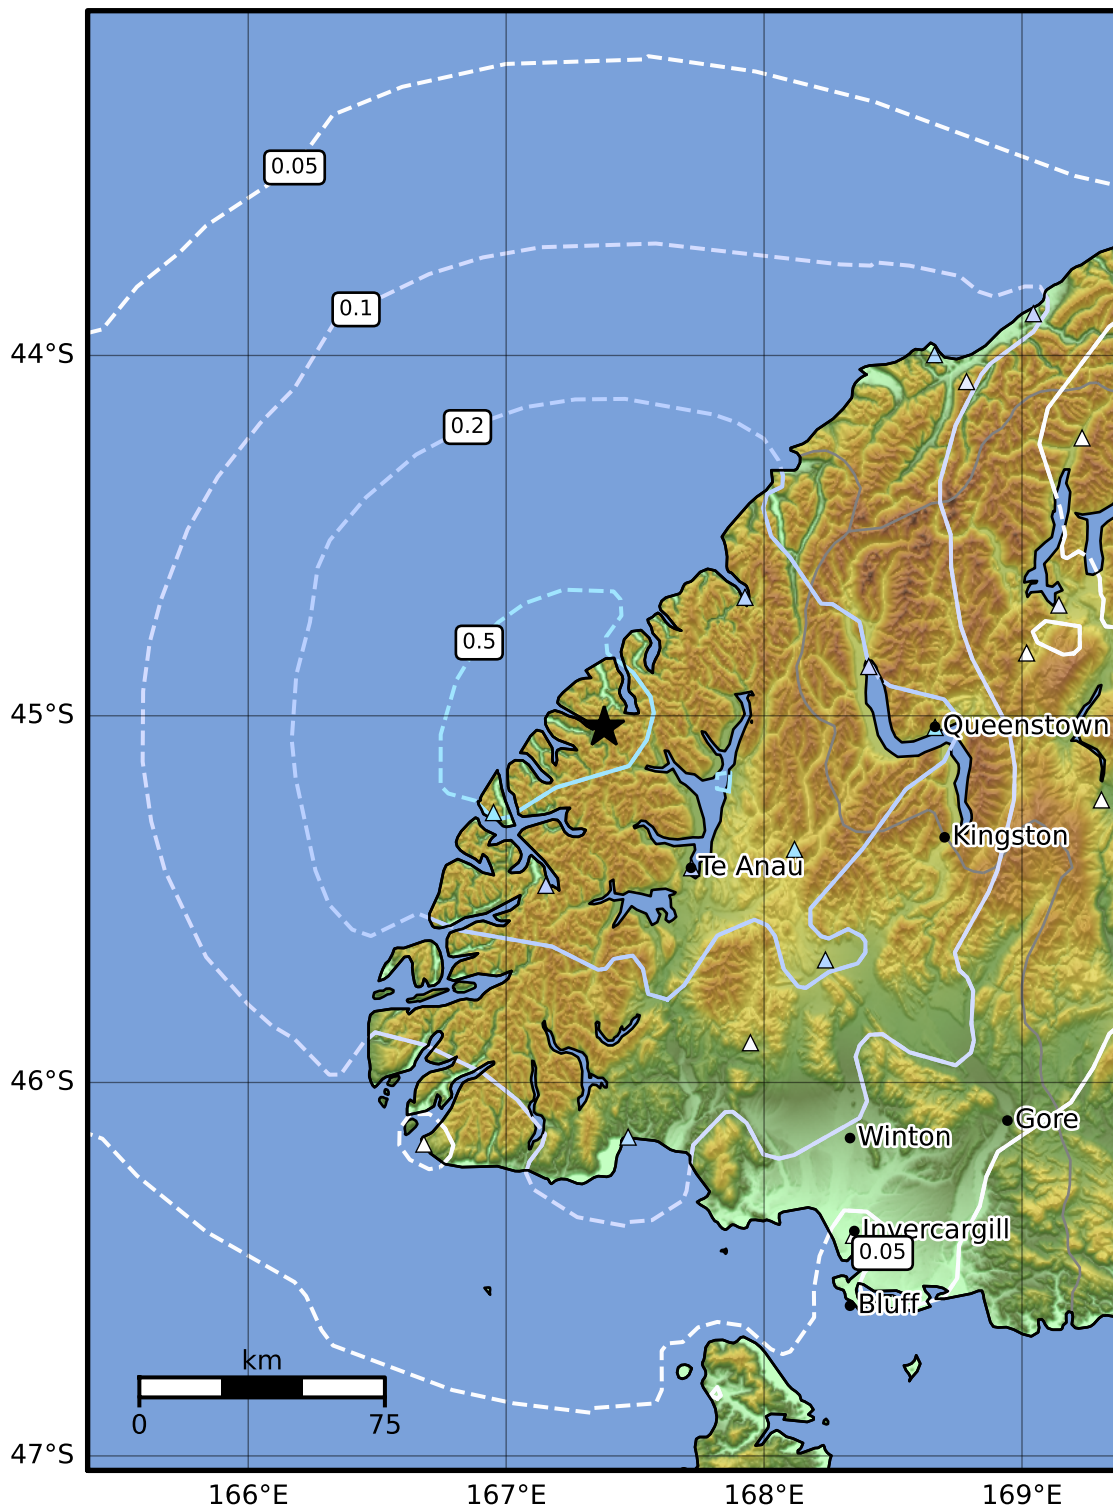 0.05
0.1
44°S
0.2
0.5
45°S
Queenstown
Kingston
Te Anau
46°S
Gore
Winton
Invercargill
0.05
Bluff
km
0
75
47°S
166°E
167°E
168°E
169°E